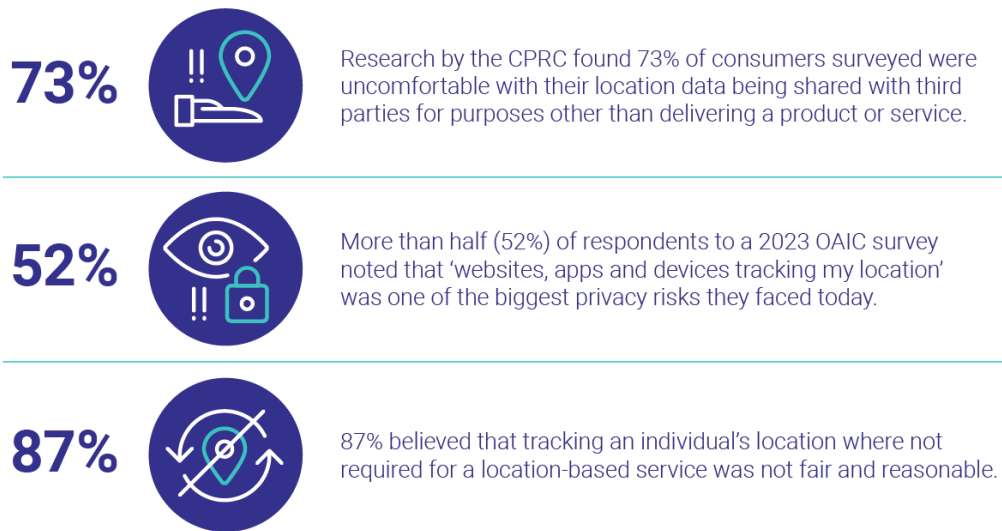 73%
Research by the CPRC found 73% of consumers surveyed were
uncomfortable with their location data being shared with third
parties for purposes other than delivering a product or service.
52%
More than half (52%) of respondents to a 2023 OAIC survey
noted that ‘websites, apps and devices tracking my location’
was one of the biggest privacy risks they faced today.
87%
87% believed that tracking an individual’s location where not
required for a location-based service was not fair and reasonable.